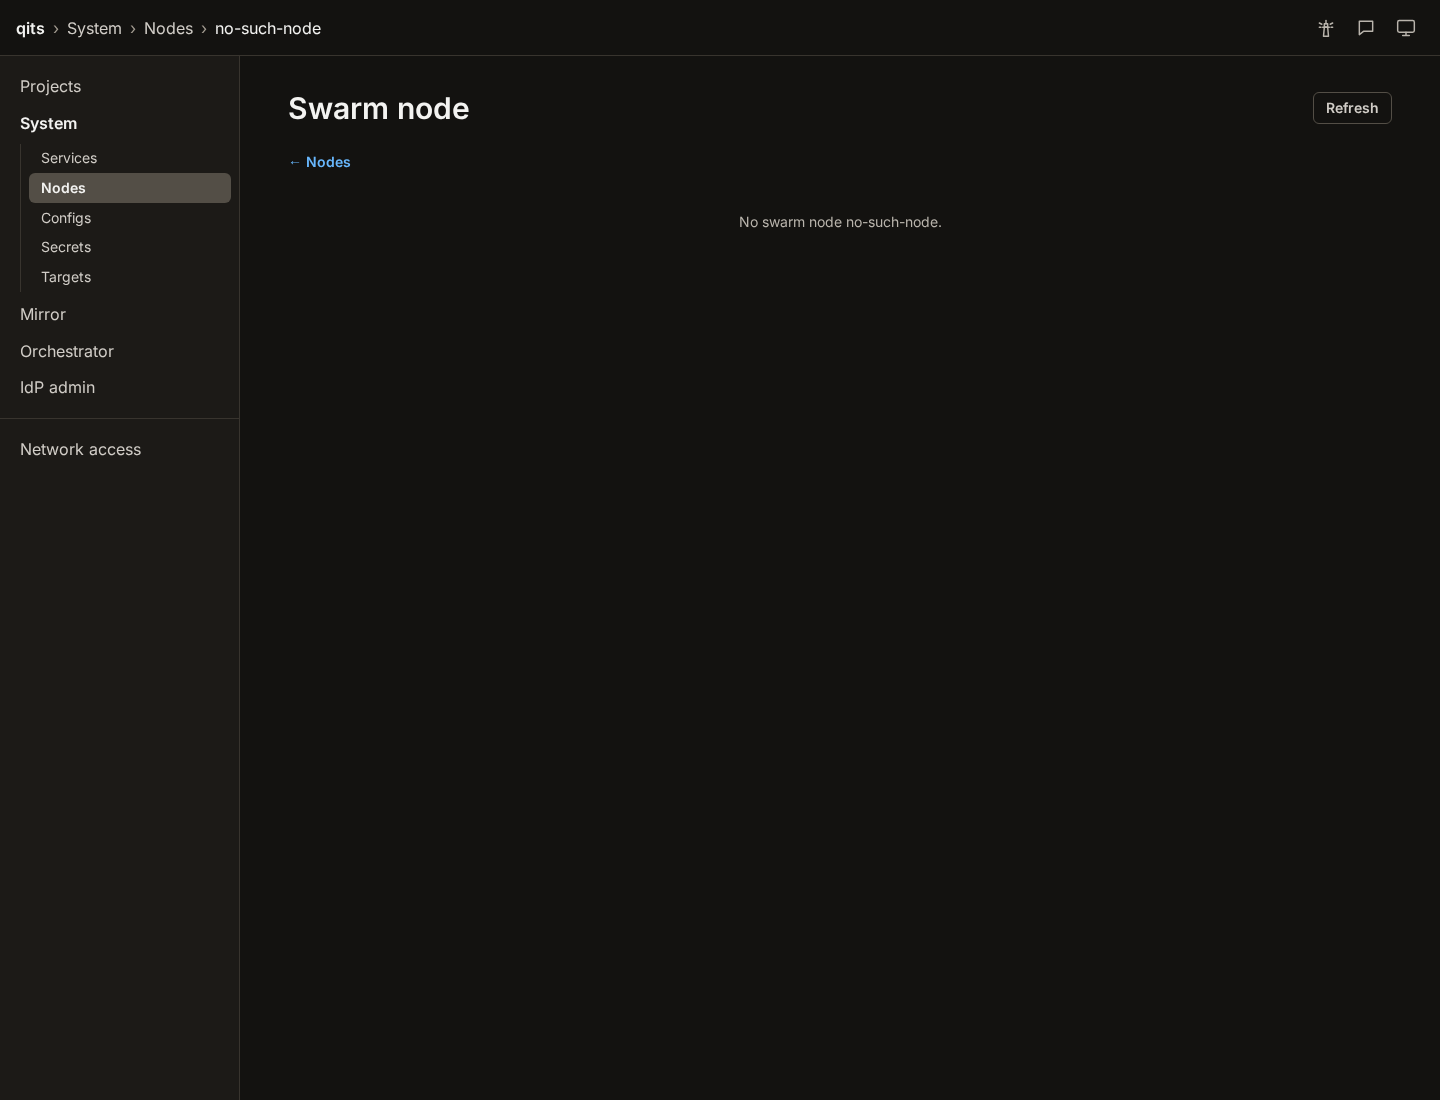 qits › System › Nodes › no-such-node
Projects
System
Services
Nodes
Configs
Secrets
Targets
Mirror
Orchestrator
IdP admin
Network access
Swarm node
Refresh
← Nodes
No swarm node no-such-node.